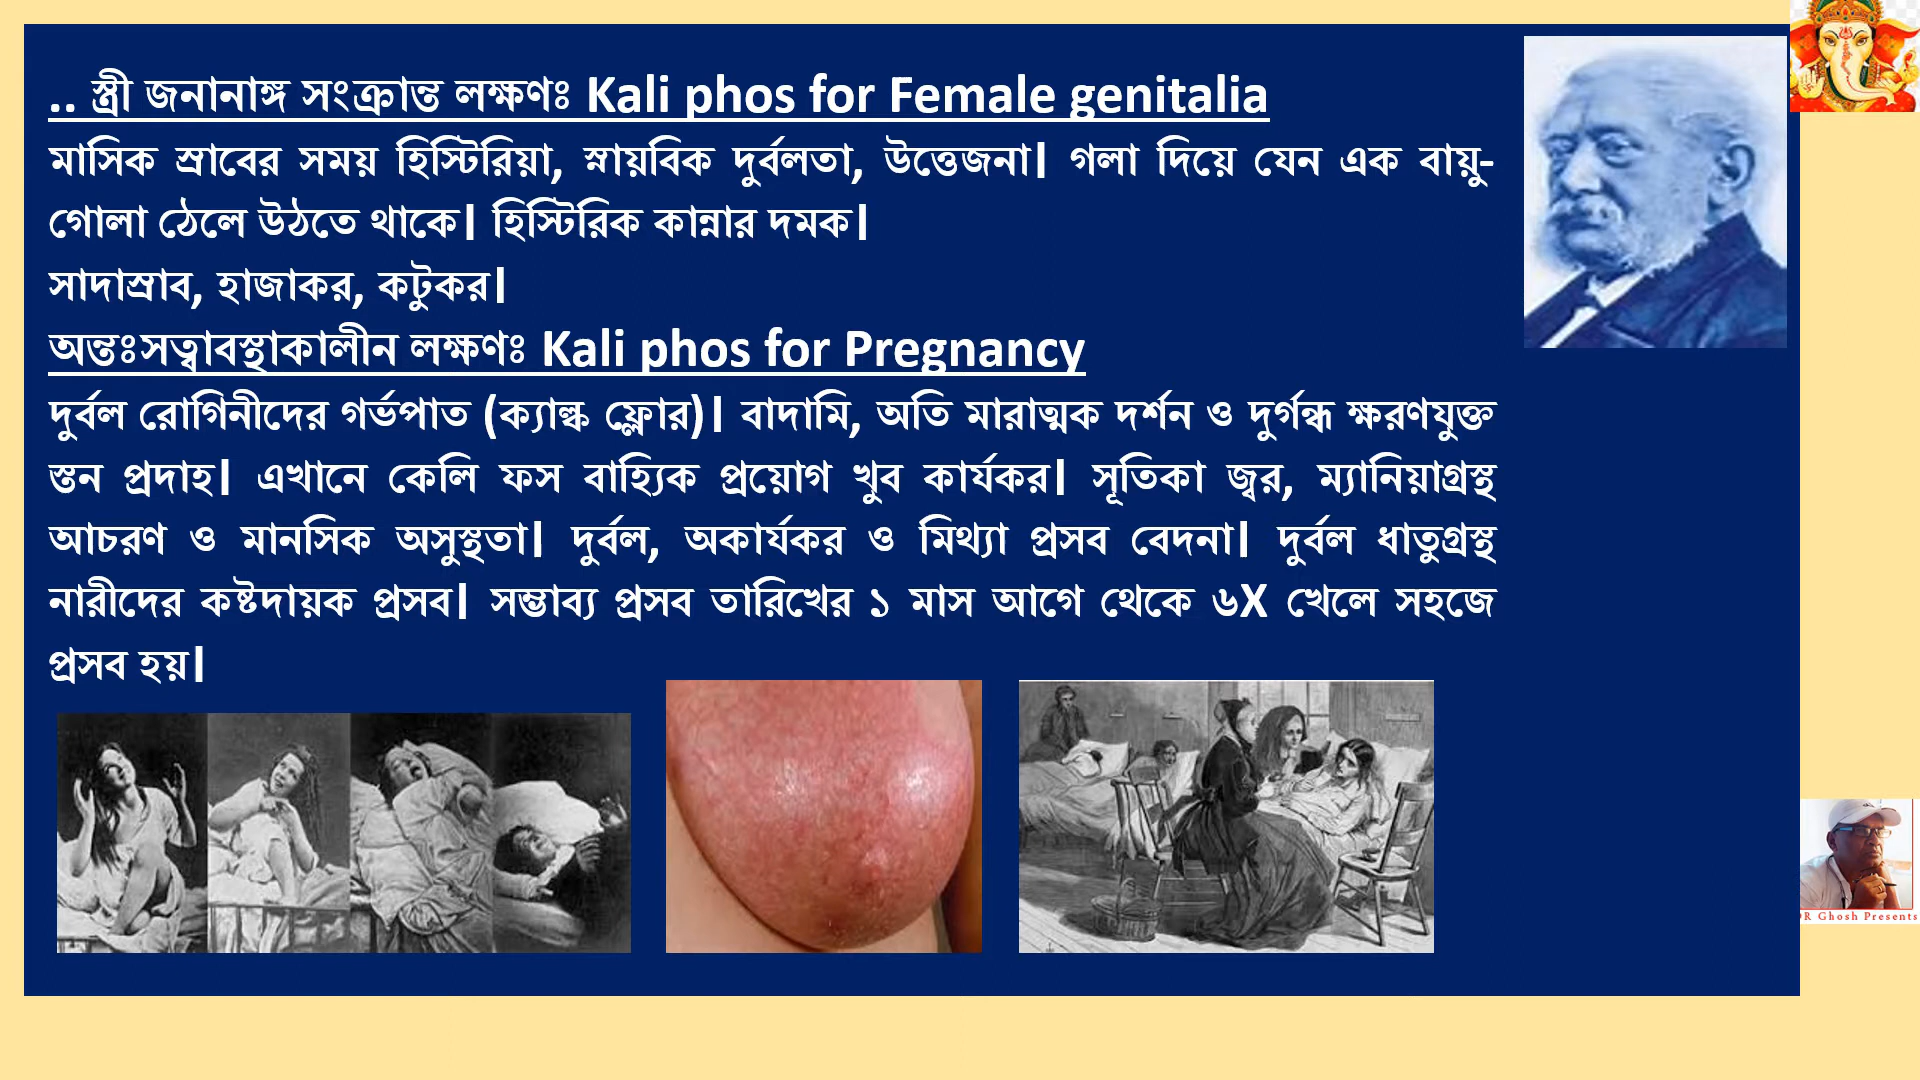 .. স্ত্রী জনানাঙ্গ সংক্রান্ত লক্ষণঃ Kali phos for Female genitalia
মাসিক স্রাবের সময় হিস্টিরিয়া, স্নায়বিক দুর্বলতা, উত্তেজনা। গলা দিয়ে যেন এক বায়ু-
গোলা ঠেলে উঠতে থাকে। হিস্টিরিক কান্নার দমক।
সাদাস্রাব, হাজাকর, কটুকর।
অন্তঃসত্বাবস্থাকালীন লক্ষণঃ Kali phos for Pregnancy
দুর্বল রোগিনীদের গর্ভপাত (ক্যাল্ক ফ্লোর)। বাদামি, অতি মারাত্মক দর্শন ও দুর্গন্ধ ক্ষরণযুক্ত
স্তন প্রদাহ। এখানে কেলি ফস বাহ্যিক প্রয়োগ খুব কার্যকর। সূতিকা জ্বর, ম্যানিয়াগ্রস্থ
আচরণ ও মানসিক অসুস্থতা। দুর্বল, অকার্যকর ও মিথ্যা প্রসব বেদনা। দুর্বল ধাতুগ্রস্থ
নারীদের কষ্টদায়ক প্রসব। সম্ভাব্য প্রসব তারিখের ১ মাস আগে থেকে ৬X খেলে সহজে
প্রসব হয়।
DR Ghosh Presents